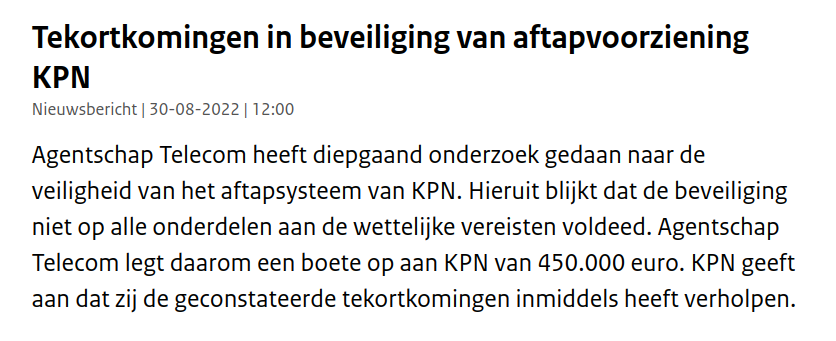 Tekortkomingen in beveiliging van aftapvoorziening
KPN
Nieuwsbericht | 30-08-2022 | 12:00
Agentschap Telecom heeft diepgaand onderzoek gedaan naar de
veiligheid van het aftapsysteem van KPN. Hieruit blijkt dat de beveiliging
niet op alle onderdelen aan de wettelijke vereisten voldeed. Agentschap
Telecom legt daarom een boete op aan KPN van 450.000 euro. KPN geeft
aan dat zij de geconstateerde tekortkomingen inmiddels heeft verholpen.